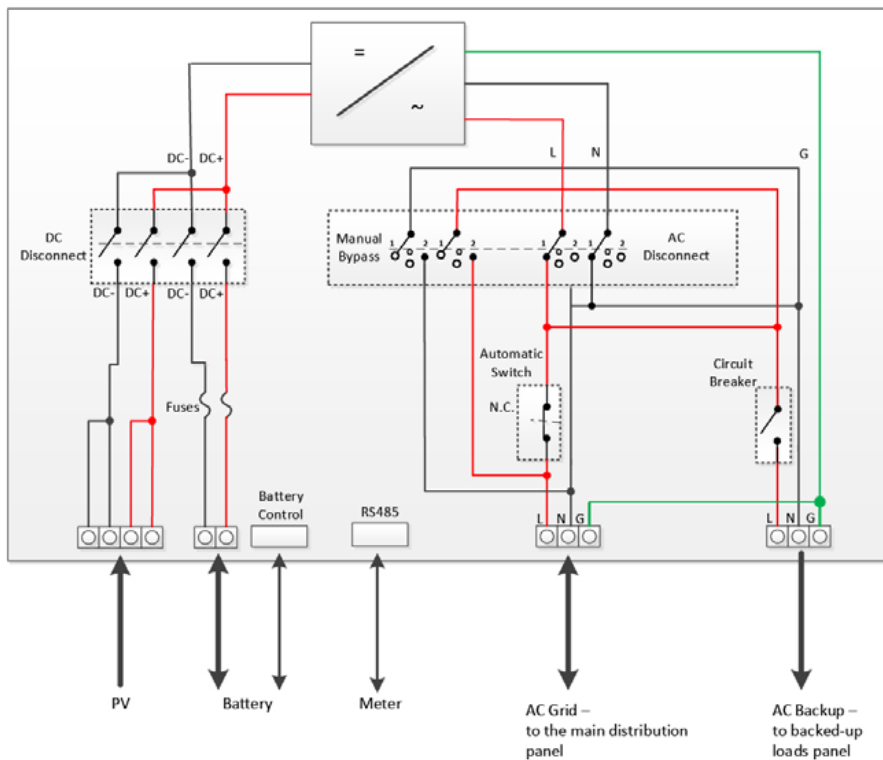 =
~
DC- DC+
L N G
DC
Disconnect
Manual
Bypass
1 2 1 2 1 2 1 2
AC
Disconnect
DC- DC+ DC- DC+
Automatic
Switch
N.C.
Circuit
Breaker
Fuses
Battery
Control
RS485
L N G
L N G
PV
Battery
Meter
AC Grid –
to the main distribution
panel
AC Backup –
to backed-up
loads panel